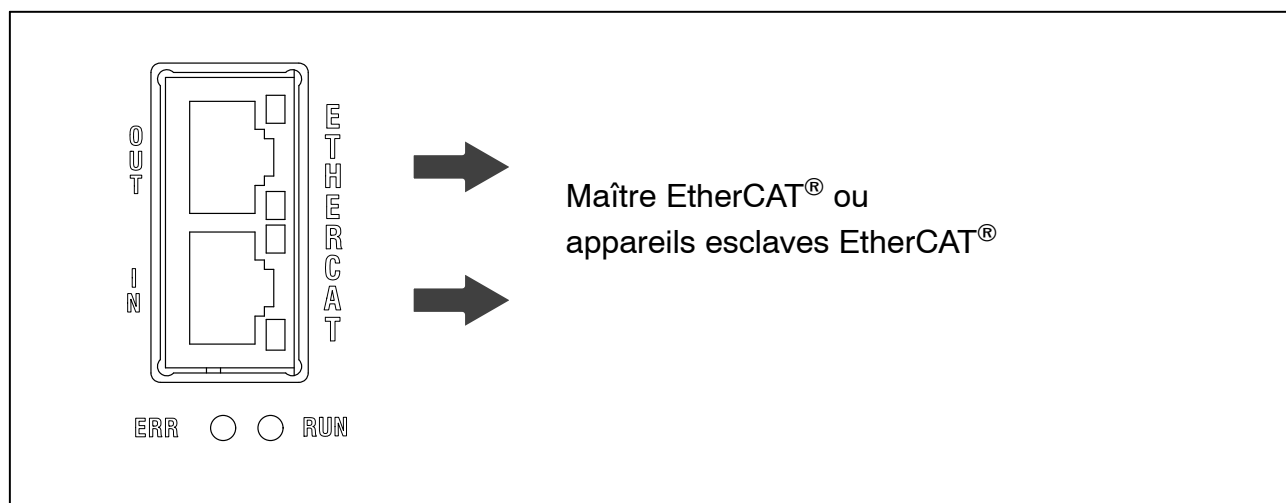 OUT
IN
ETHERCAT
Maître EtherCAT® ou
appareils esclaves EtherCAT®
ERR
RUN